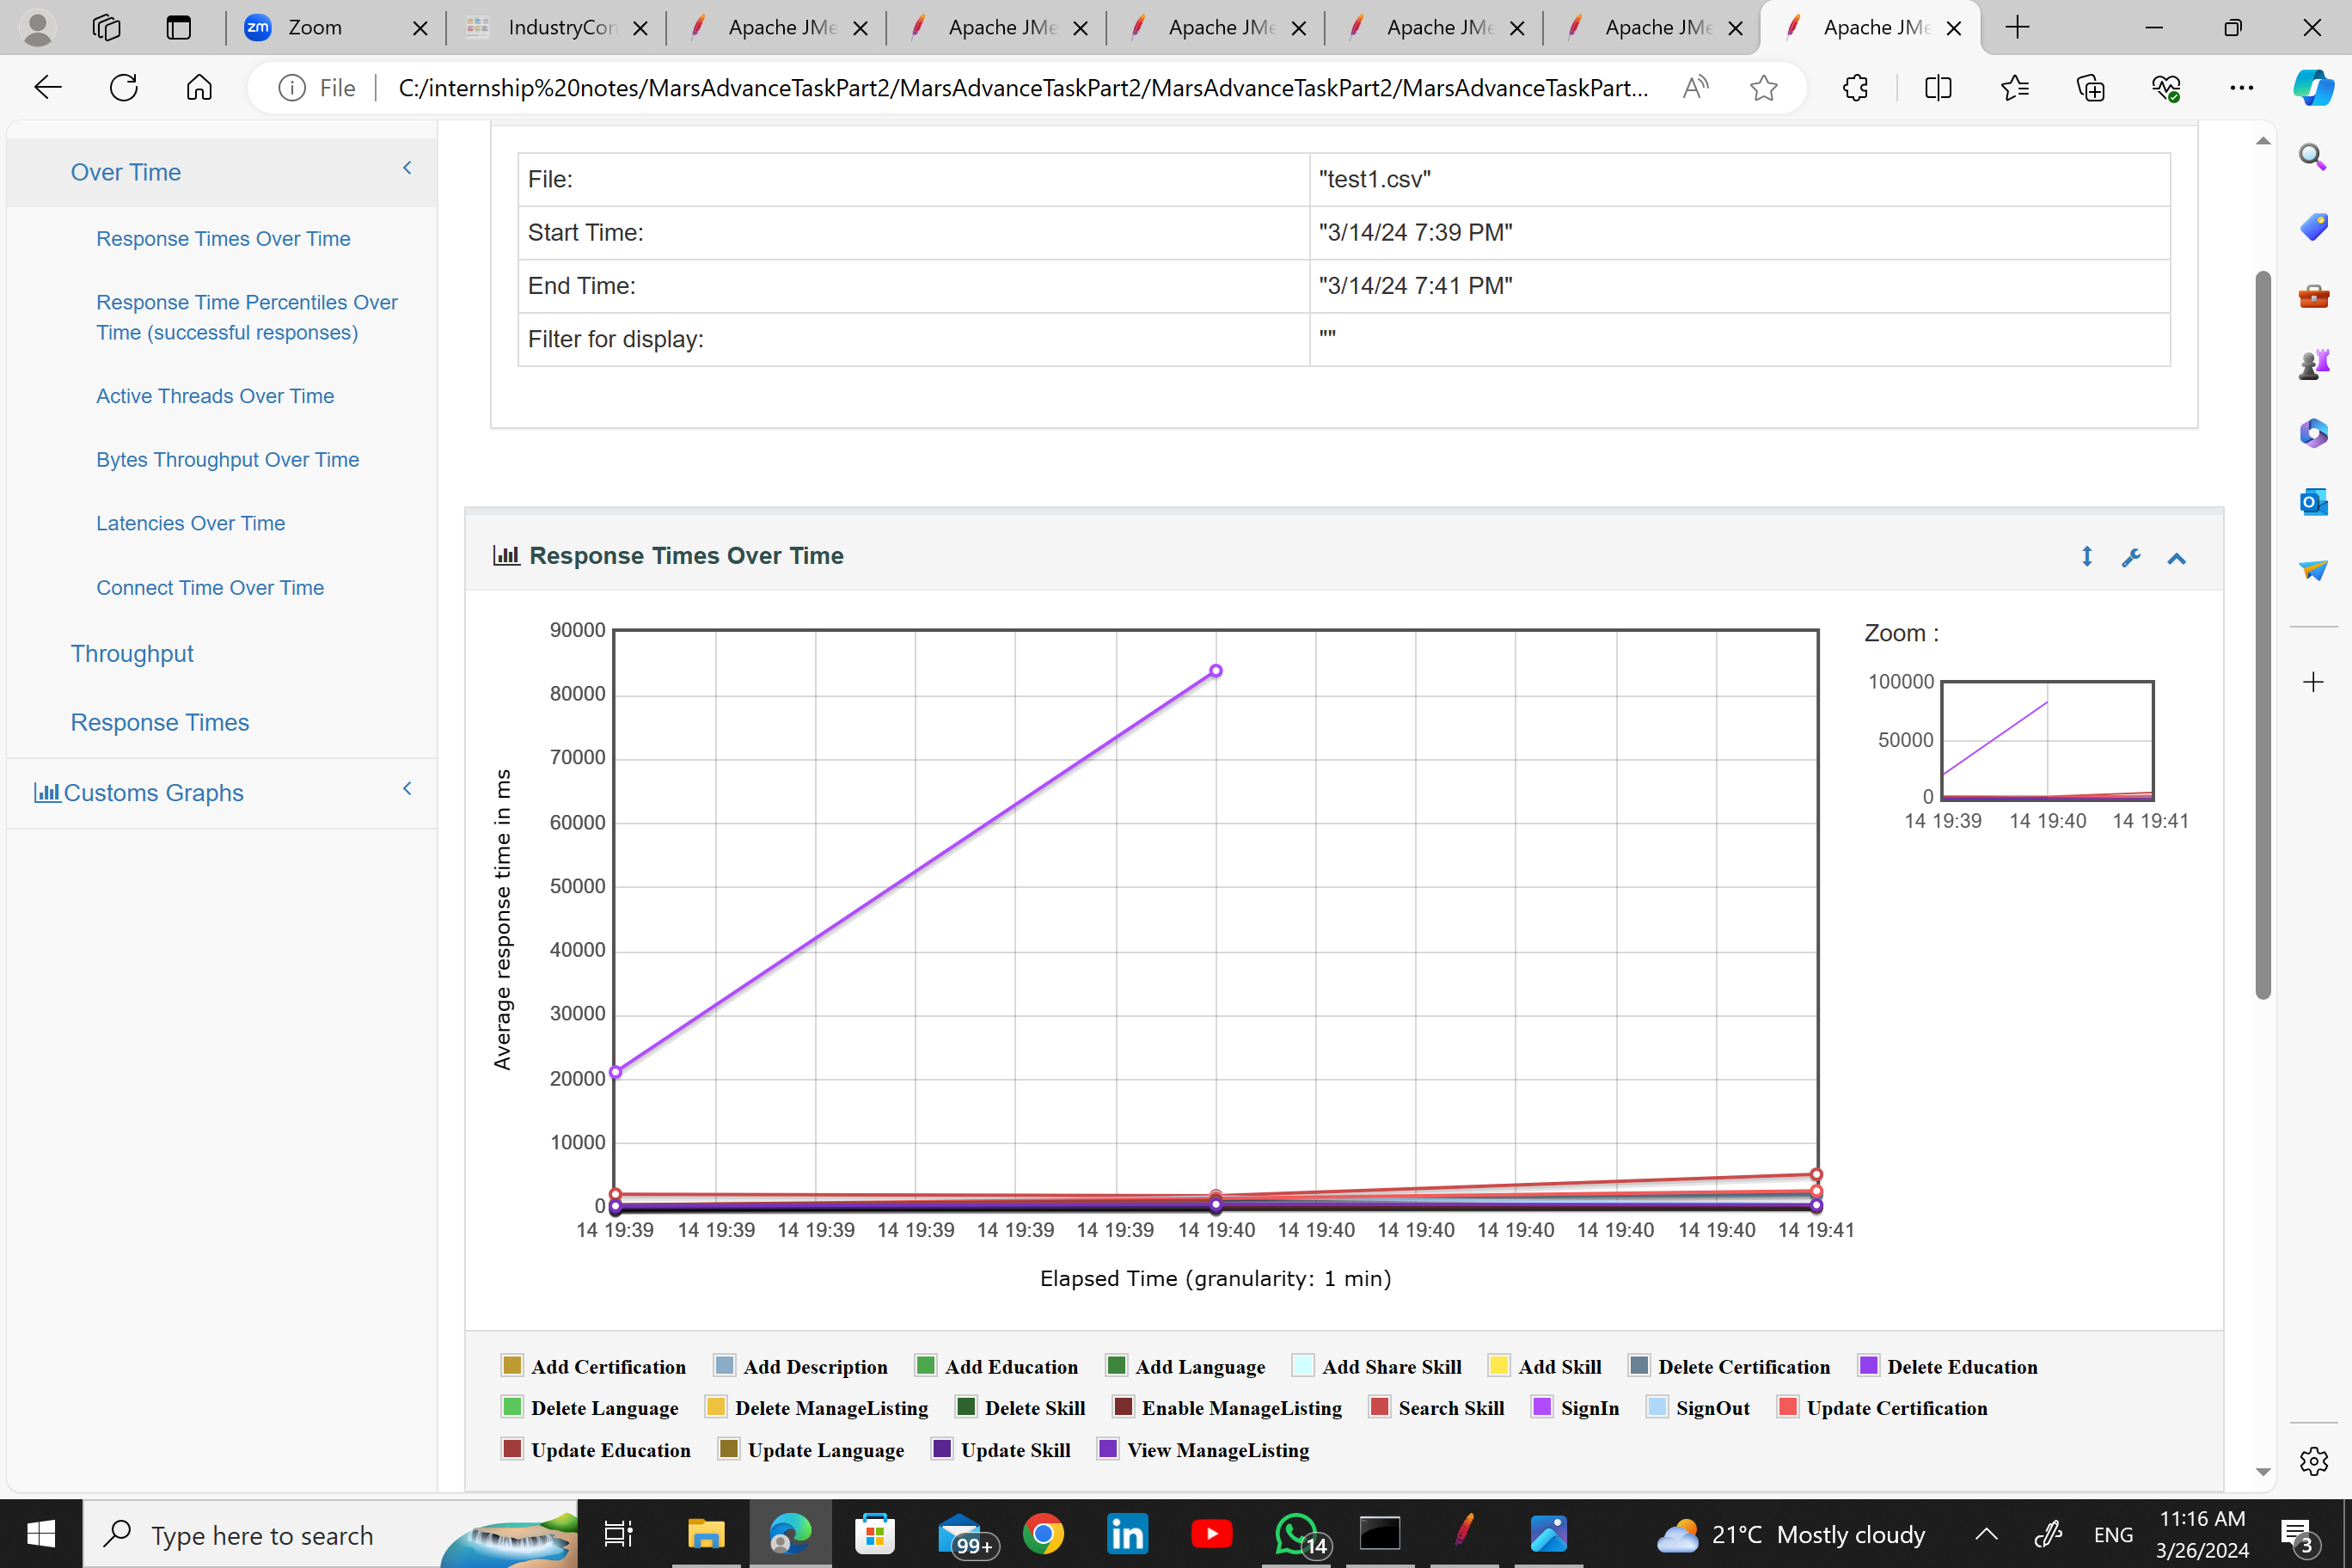 zm Zoom IndustryCon Apache JMe Apache JMe Apache JMe Apache JMe Apache JMe Apache JMe
File C:/internship%20notes/MarsAdvanceTaskPart2/MarsAdvanceTaskPart2/MarsAdvanceTaskPart2/MarsAdvanceTaskPart...
Over Time
Response Times Over Time
Response Time Percentiles Over
Time (successful responses)
Active Threads Over Time
Bytes Throughput Over Time
Latencies Over Time
Connect Time Over Time
Throughput
Response Times
Customs Graphs
File: "test1.csv"
Start Time: "3/14/24 7:39 PM"
End Time: "3/14/24 7:41 PM"
Filter for display: ""
Response Times Over Time
Average response time in ms
90000
80000
70000
60000
50000
40000
30000
20000
10000
0
14 19:39 14 19:39 14 19:39 14 19:39 14 19:39 14 19:39 14 19:40 14 19:40 14 19:40 14 19:40 14 19:40 14 19:40 14 19:41
Elapsed Time (granularity: 1 min)
Zoom :
100000
50000
0
14 19:39 14 19:40 14 19:41
Add Certification Add Description Add Education Add Language Add Share Skill Add Skill Delete Certification Delete Education
Delete Language Delete ManageListing Delete Skill Enable ManageListing Search Skill SignIn SignOut Update Certification
Update Education Update Language Update Skill View ManageListing
Type here to search 99+ in 14 21°C Mostly cloudy ENG 11:16 AM 3
3/26/2024